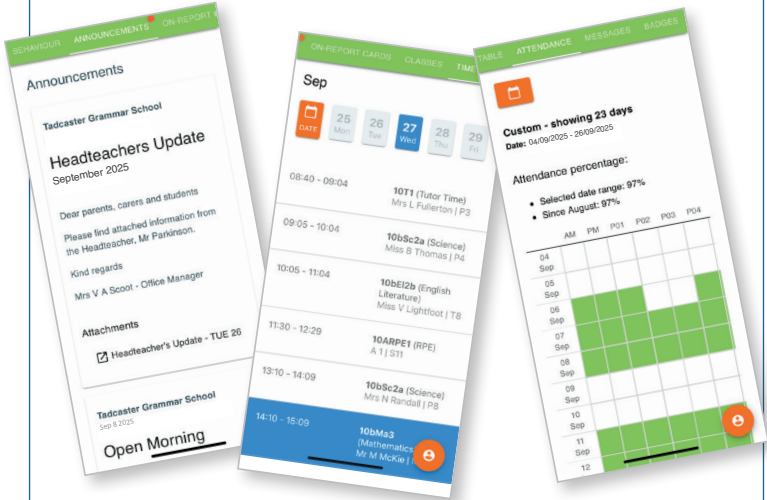 BEHAVIOUR ANNOUNCEMENTS ON-REPORT
Announcements
Tadcaster Grammar School
Headteachers Update
September 2025
Dear parents, carers and students
Please find attached information from
the Headteacher, Mr Parkinson.
Kind regards
Mrs V A Scoot - Office Manager
Attachments
Headteacher's Update - TUE 26
Tadcaster Grammar School
Sep 8 2025
Open Morning
ON-REPORT CARDS CLASSES TIME
Sep
DATE
25 Mon
26 Tue
27 Wed
28 Thu
29 Fri
08:40 - 09:04
10T1 (Tutor Time)
Mrs L Fullerton | P3
09:05 - 10:04
10bSc2a (Science)
Miss B Thomas | P4
10:05 - 11:04
10bEl2b (English
Literature)
Miss V Lightfoot | T8
11:30 - 12:29
10ARPE1 (RPE)
A 1 | S11
13:10 - 14:09
10bSc2a (Science)
Mrs N Randall | P8
14:10 - 15:09
10bMa3
(Mathematics
Mr M McKie |
TABLE ATTENDANCE MESSAGES BADGES
Custom - showing 23 days
Date: 04/09/2025 - 26/09/2025
Attendance percentage:
• Selected date range: 97%
• Since August: 97%
AM PM P01 P02 P03 P04
04
Sep
05
Sep
06
Sep
07
Sep
08
Sep
09
Sep
10
Sep
11
Sep
12